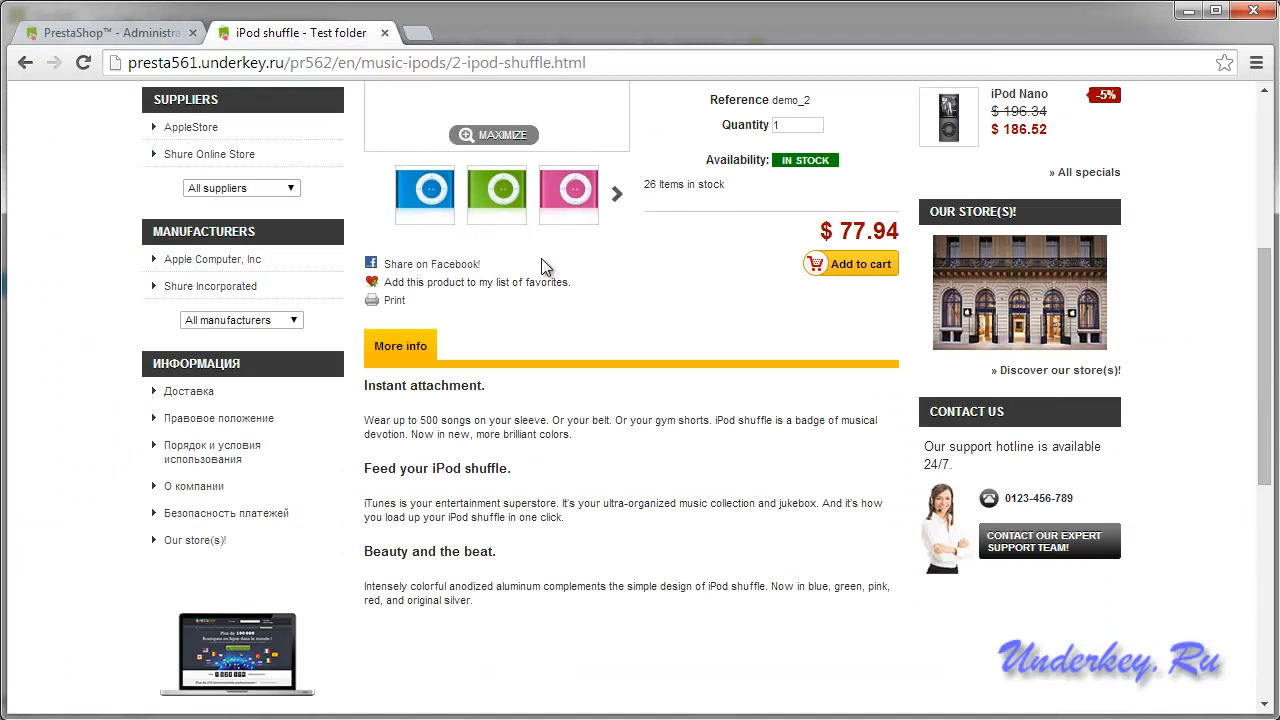 PrestaShop™ - Administra
iPod shuffle - Test folder
presta561.underkey.ru/pr562/en/music-ipods/2-ipod-shuffle.html
SUPPLIERS
AppleStore
Shure Online Store
All suppliers
MANUFACTURERS
Apple Computer, Inc
Shure Incorporated
All manufacturers
ИНФОРМАЦИЯ
Доставка
Правовое положение
Порядок и условия
использования
О компании
Безопасность платежей
Our store(s)!
MAXIMIZE
Share on Facebook!
Add this product to my list of favorites.
Print
Reference demo_2
Quantity 1
Availability: IN STOCK
26 Items in stock
$ 77.94
Add to cart
More info
Instant attachment.
Wear up to 500 songs on your sleeve. Or your belt. Or your gym shorts. iPod shuffle is a badge of musical
devotion. Now in new, more brilliant colors.
Feed your iPod shuffle.
iTunes is your entertainment superstore. It's your ultra-organized music collection and jukebox. And it's how
you load up your iPod shuffle in one click.
Beauty and the beat.
Intensely colorful anodized aluminum complements the simple design of iPod shuffle. Now in blue, green, pink,
red, and original silver.
iPod Nano
-5%
$ 196.34
$ 186.52
» All specials
OUR STORE(S)!
» Discover our store(s)!
CONTACT US
Our support hotline is available
24/7.
0123-456-789
CONTACT OUR EXPERT
SUPPORT TEAM!
Underkey.Ru